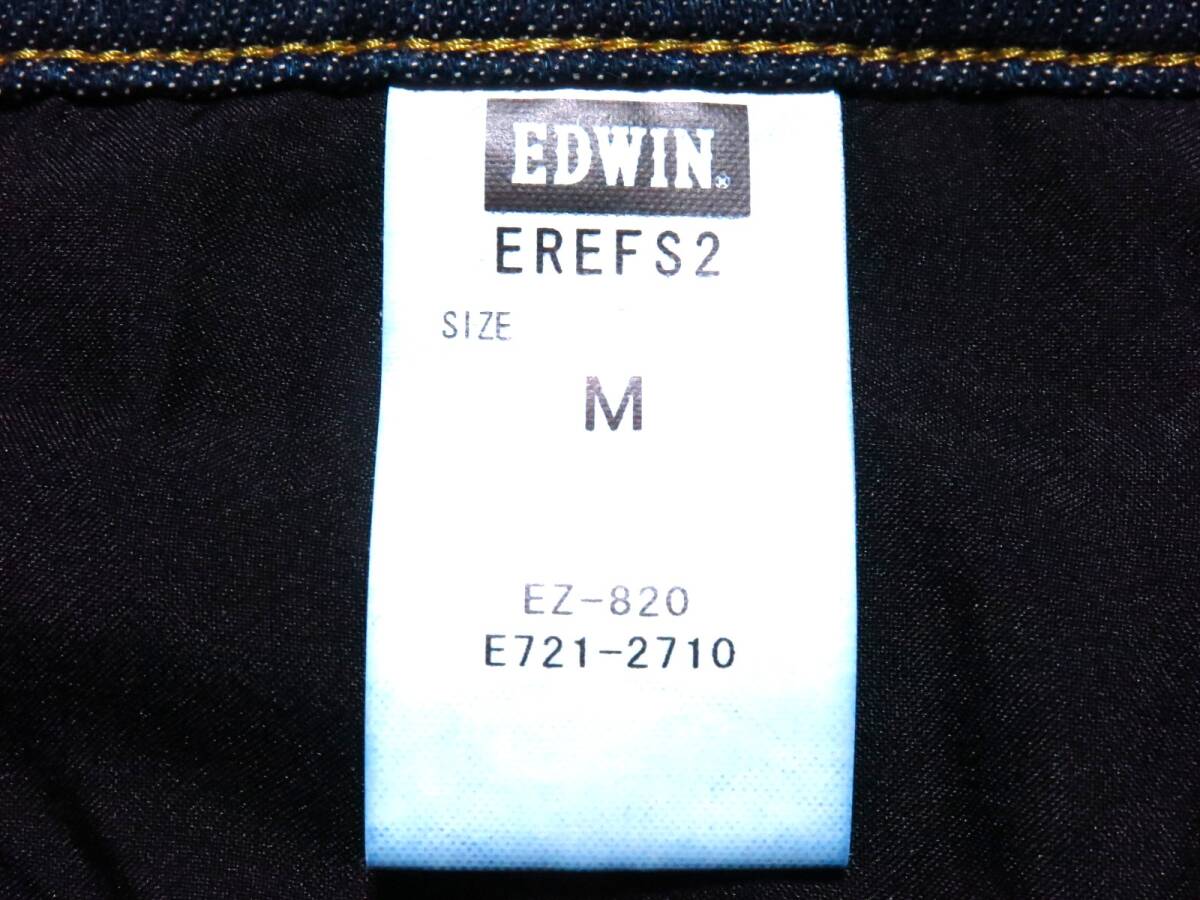 EDWIN®
EREFS2
SIZE
M
EZ-820
E721-2710